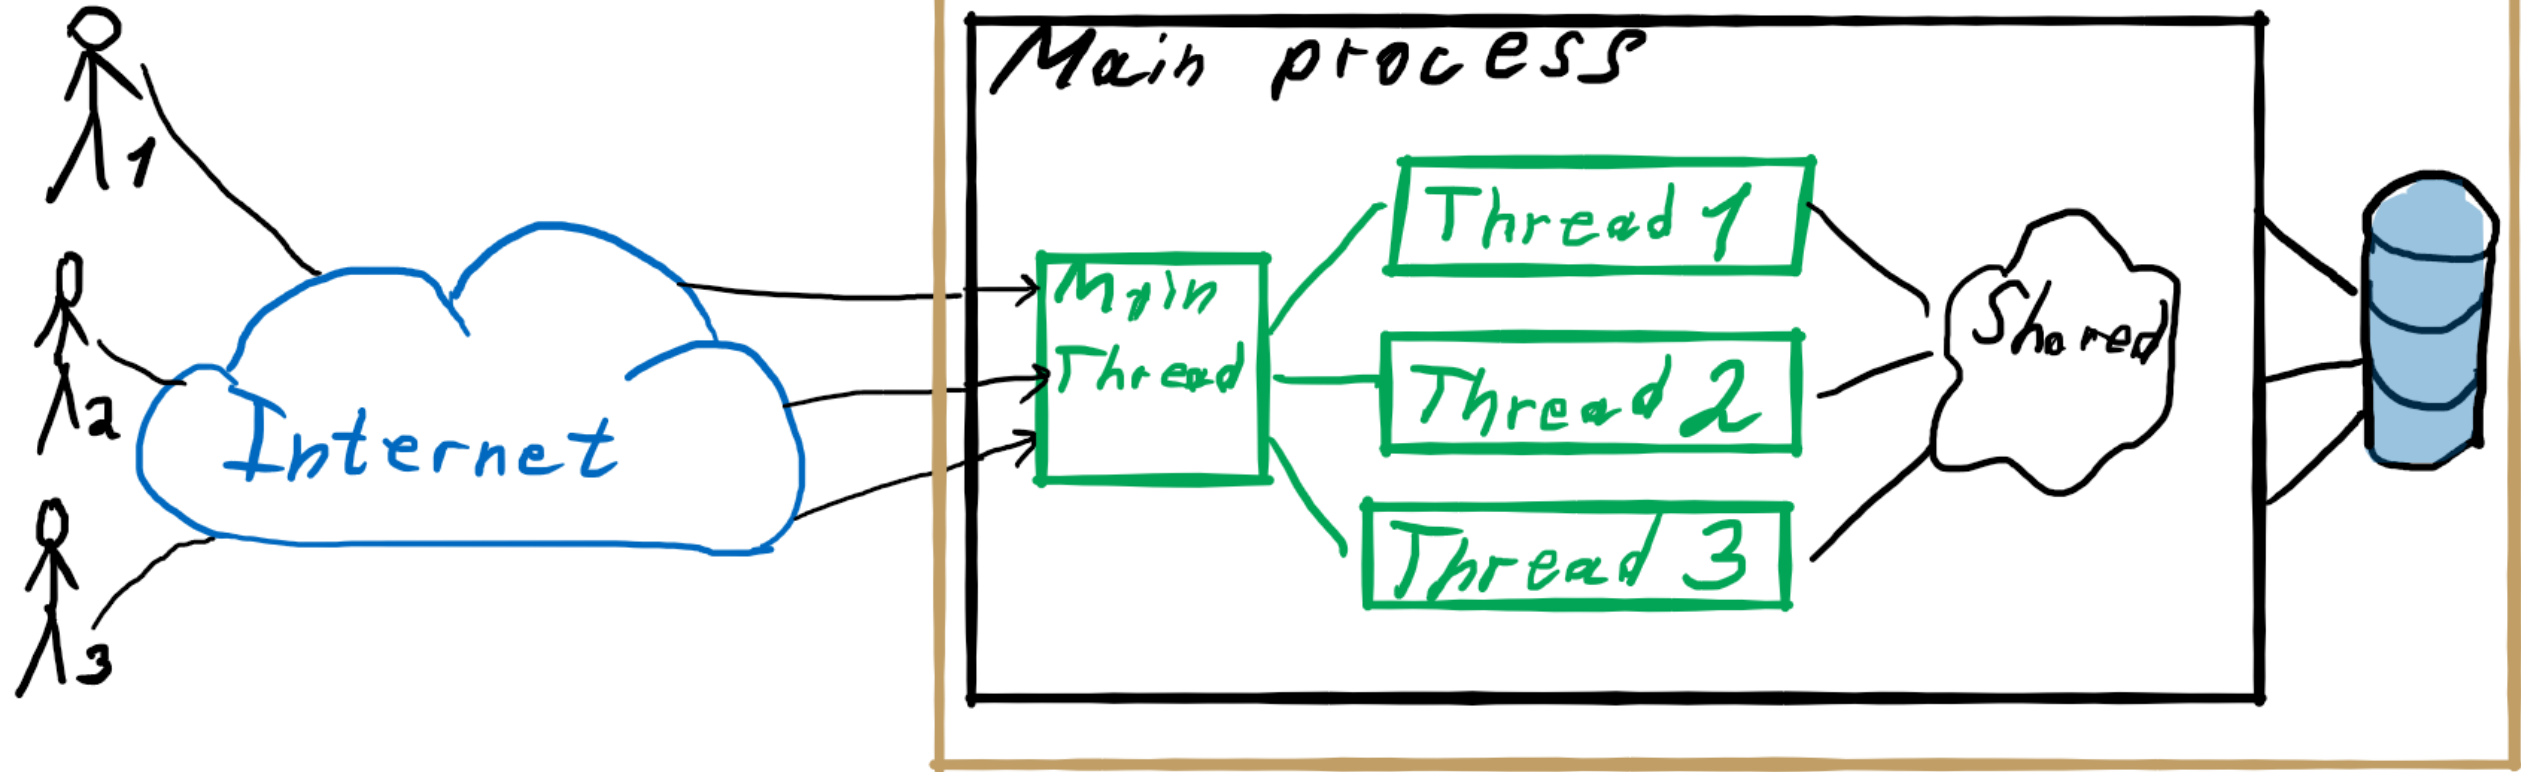 1
2
3
Internet
Main process
Main
Thread
Thread 1
Thread 2
Thread 3
Shared